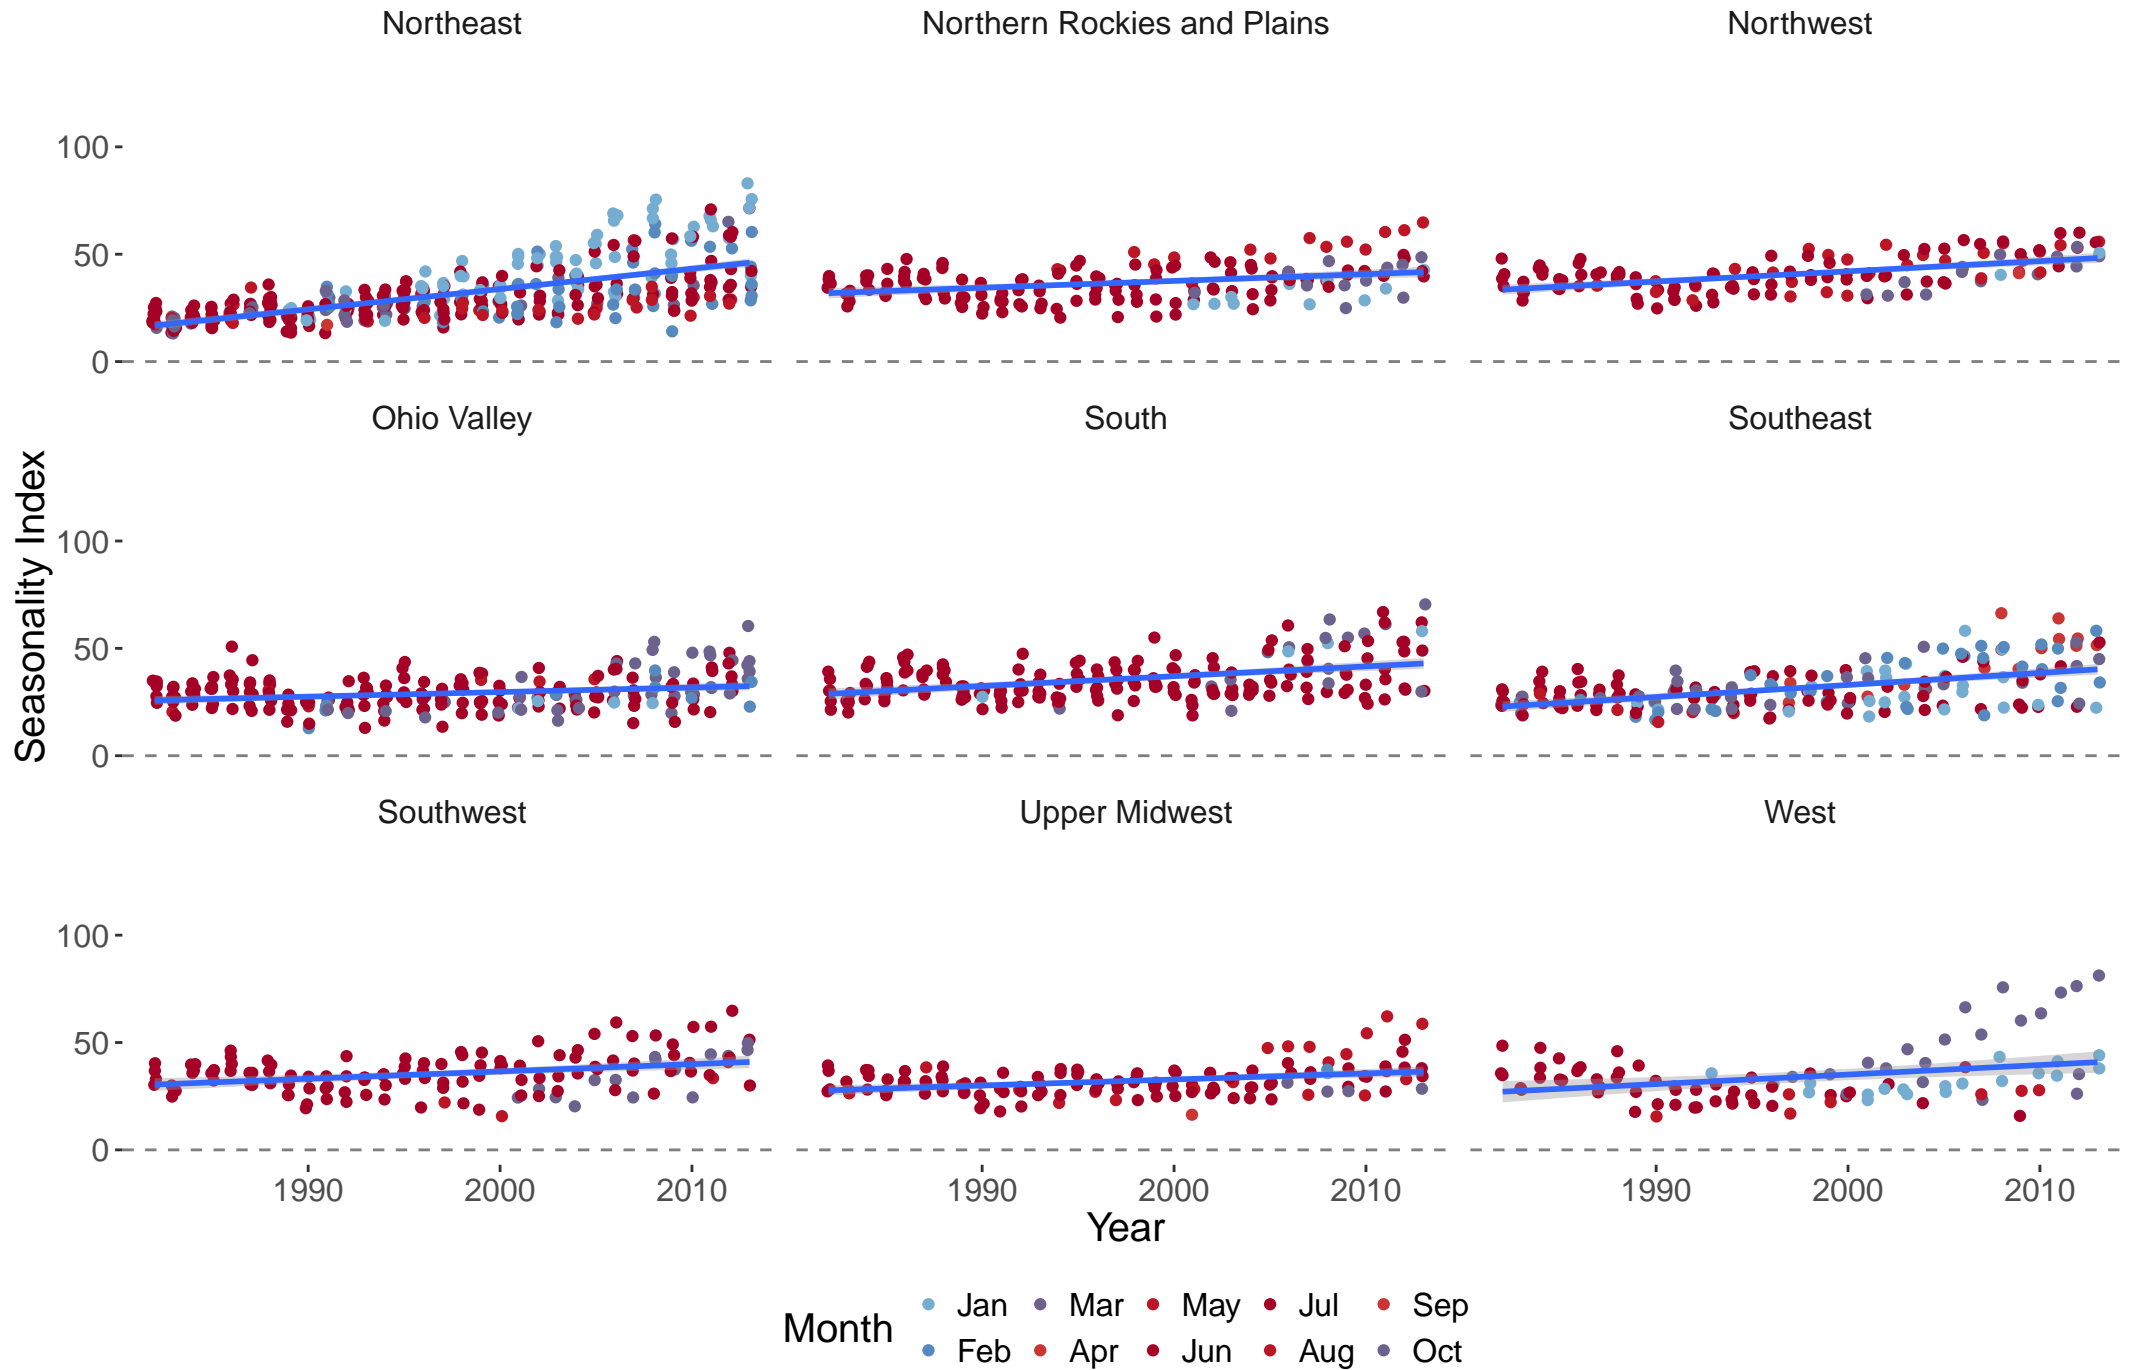 Northeast Northern Rockies and Plains Northwest
100
50
0
Ohio Valley South Southeast
100
50
0
Seasonality Index
Southwest Upper Midwest West
100
50
0
1990 2000 2010 1990 2000 2010 1990 2000 2010
Year
Month
Jan Mar May Jul Sep
Feb Apr Jun Aug Oct